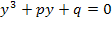 y³ + py + q = 0